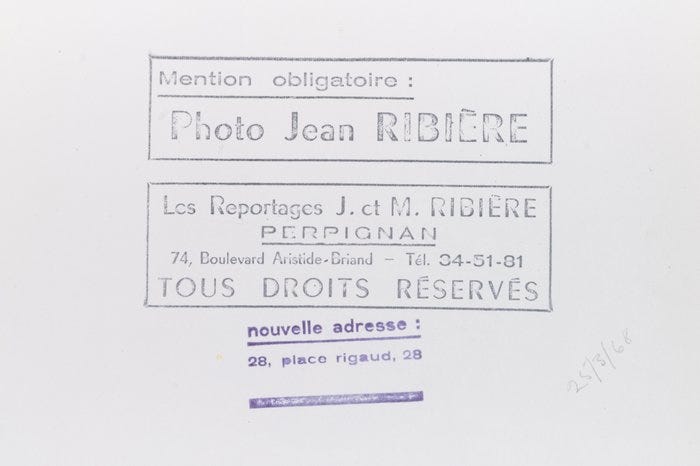 Mention obligatoire :
Photo Jean RIBIÈRE
Les Reportages J. et M. RIBIÈRE
PERPIGNAN
74, Boulevard Aristide-Briand — Tél. 34-51-81
TOUS DROITS RÉSERVÉS
nouvelle adresse :
28, place rigaud, 28
25/3/68